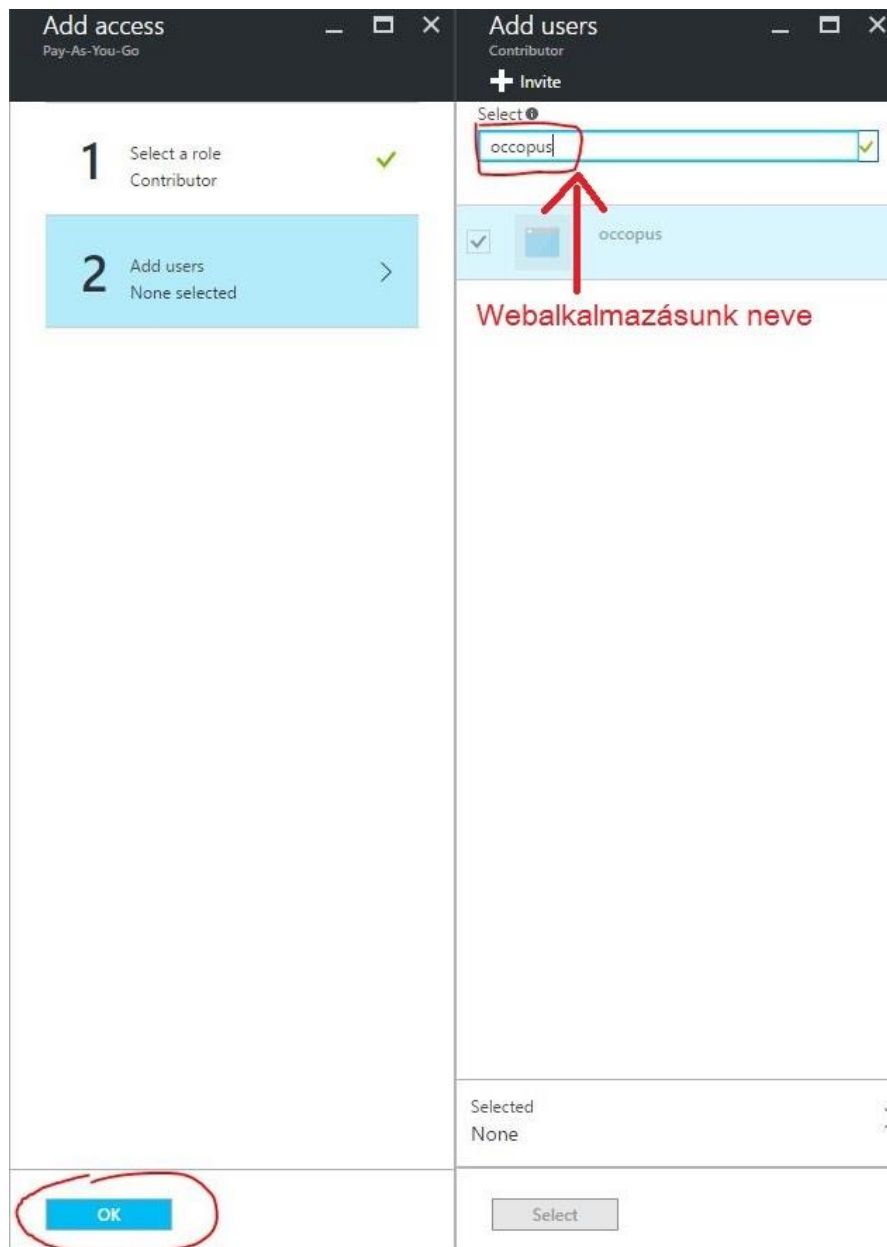 Add access
Pay-As-You-Go
1
Select a role
Contributor
2
Add users
None selected
OK
Add users
Contributor
Invite
Select
occopus
occopus
Webalkalmazásunk neve
Selected
None
Select